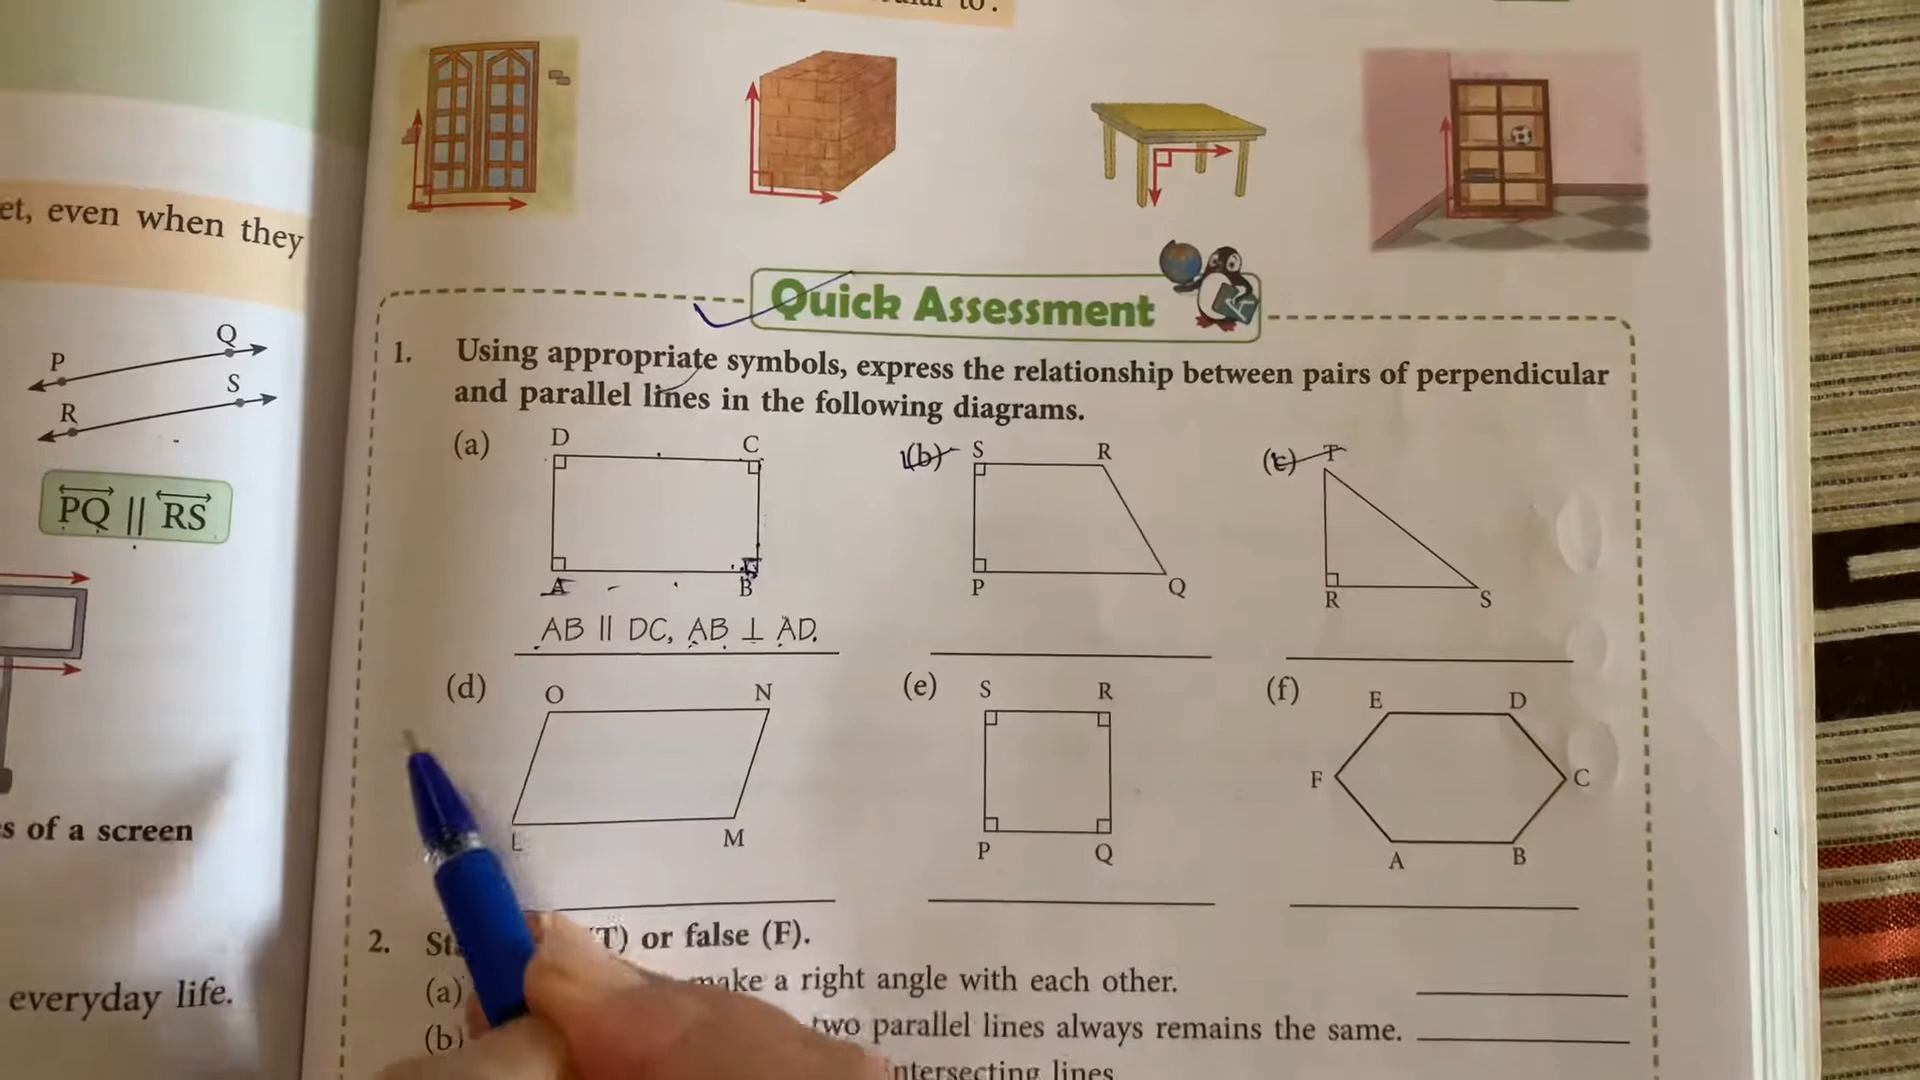 to.
et, even when they
Q
P
S
R
PQ || RS
s of a screen
everyday life.
Quick Assessment
1. Using appropriate symbols, express the relationship between pairs of perpendicular
and parallel lines in the following diagrams.
(a) D C
A B
AB || DC, AB ⊥ AD.
(b) S R
P Q
(c) T
R S
(d) O N
L M
(e) S R
P Q
(f) E D
F C
A B
2. (T) or false (F).
(a) make a right angle with each other.
(b) two parallel lines always remains the same.
intersecting lines